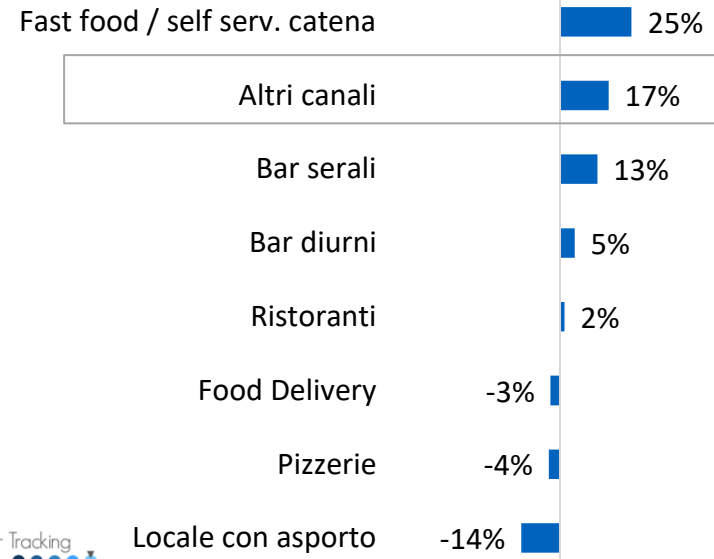 Fast food / self serv. catena 25%
Altri canali 17%
Bar serali 13%
Bar diurni 5%
Ristoranti 2%
Food Delivery -3%
Pizzerie -4%
Tracking
Locale con asporto -14%